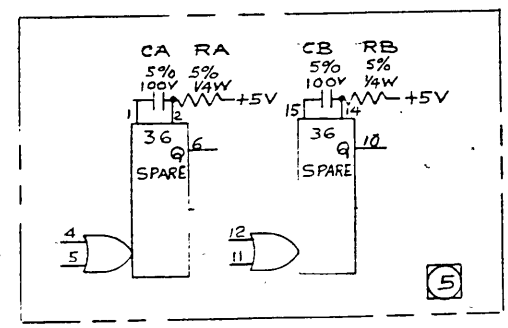 CA RA CB RB
5% 5% 5% 5%
100V 1/4W 100V 1/4W
+5V +5V
1 2 15 14
36 36
Q 6 Q 10
SPARE SPARE
4 12
5 11
5